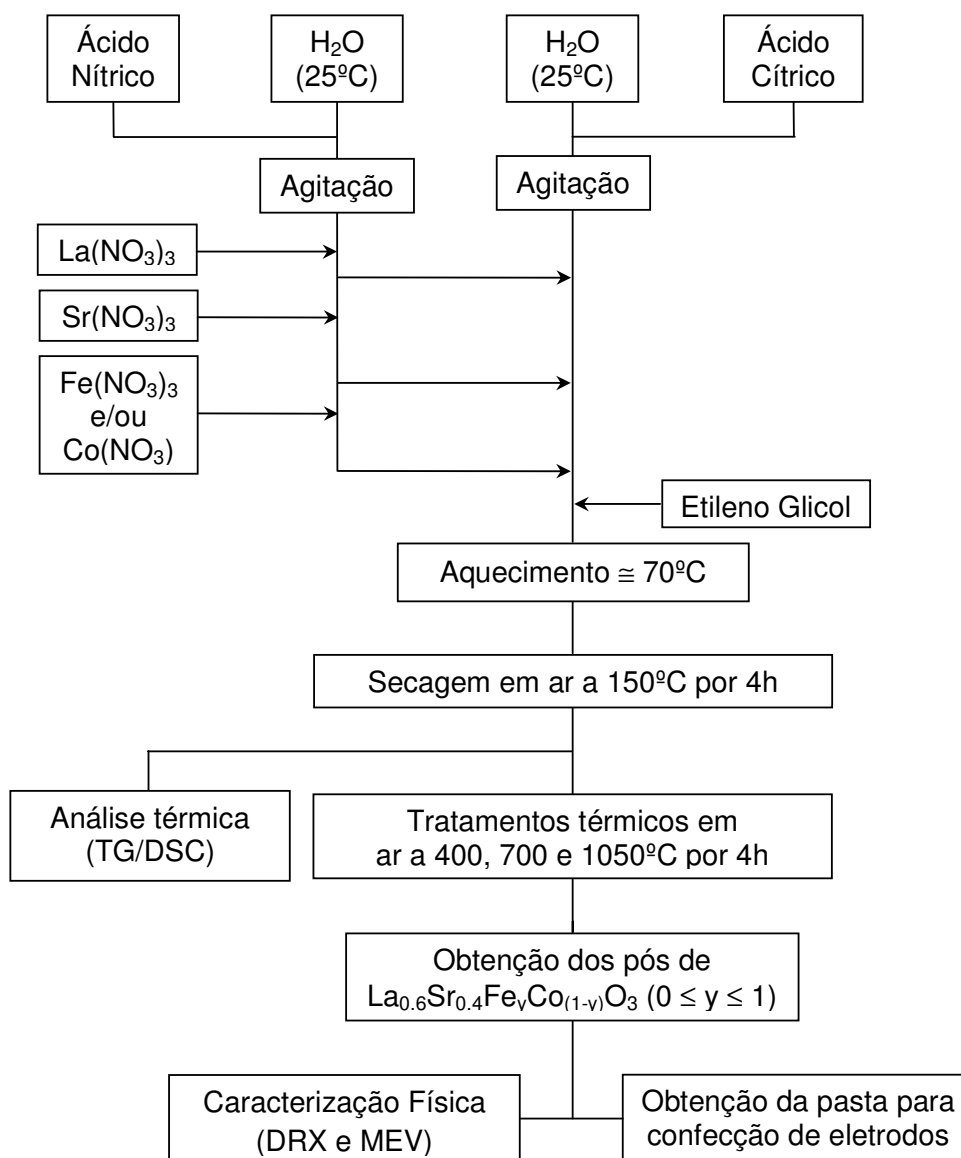 Ácido
Nítrico
H₂O
(25ºC)
H₂O
(25ºC)
Ácido
Cítrico
Agitação
Agitação
La(NO₃)₃
Sr(NO₃)₃
Fe(NO₃)₃
e/ou
Co(NO₃)
Etileno Glicol
Aquecimento ≅ 70ºC
Secagem em ar a 150ºC por 4h
Análise térmica
(TG/DSC)
Tratamentos térmicos em
ar a 400, 700 e 1050ºC por 4h
Obtenção dos pós de
La₀.₆Sr₀.₄FeyCo(1-y)O₃ (0 ≤ y ≤ 1)
Caracterização Física
(DRX e MEV)
Obtenção da pasta para
confecção de eletrodos